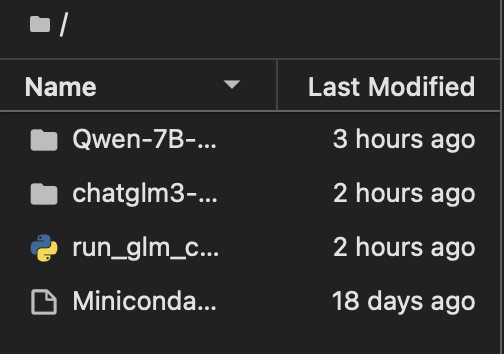 /
Name Last Modified
Qwen-7B-... 3 hours ago
chatglm3-... 2 hours ago
run_glm_c... 2 hours ago
Miniconda... 18 days ago